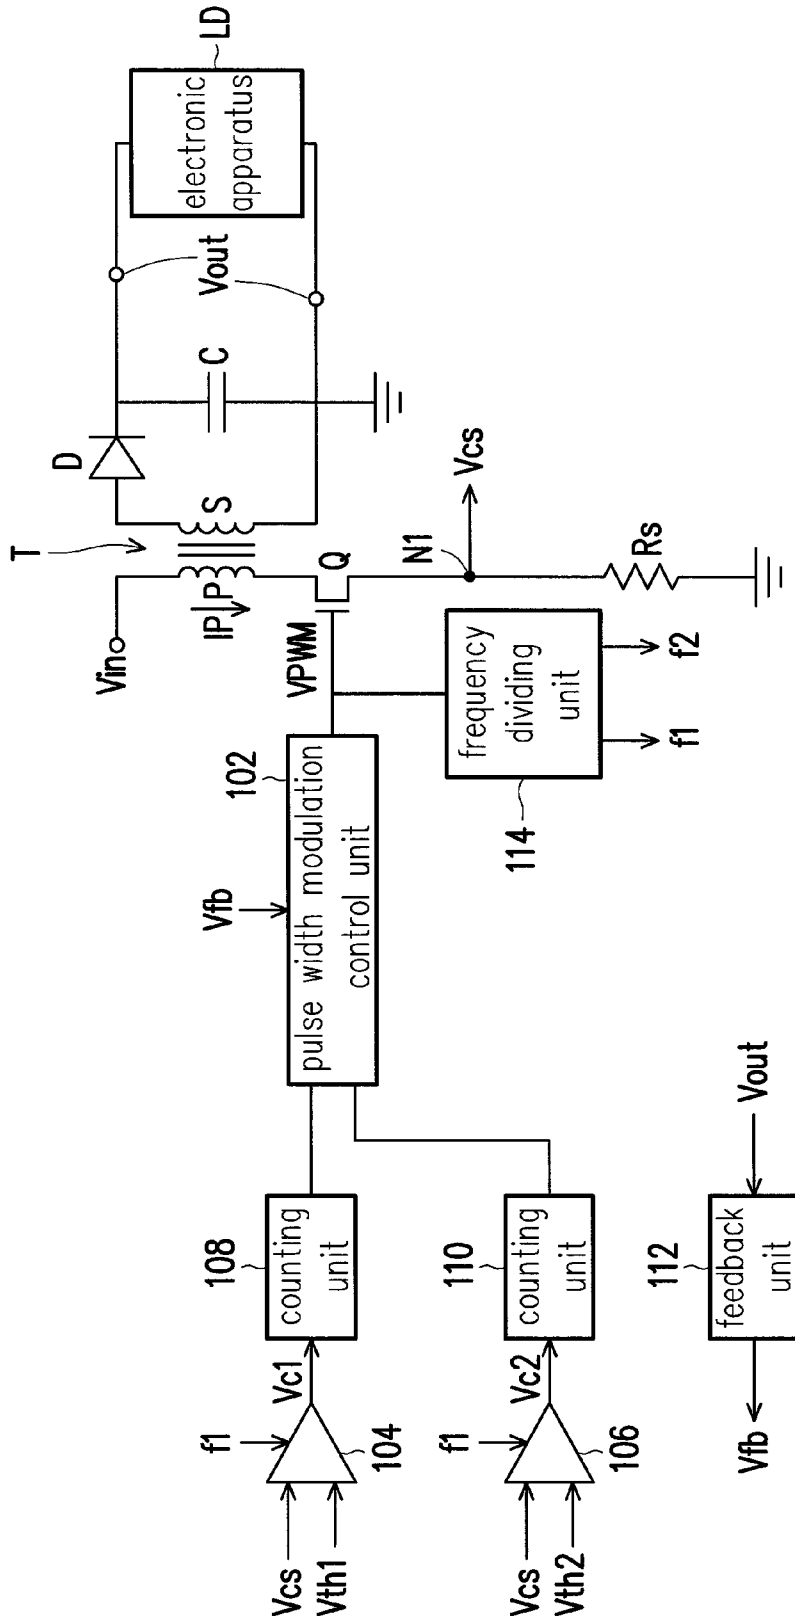 T
D
LD
electronic
apparatus
Vout
C
S
P
IP
Vin
Q
VPWM
N1
Vcs
Rs
102
Vfb
pulse width modulation
control unit
frequency
dividing
unit
114
f1
f2
108
counting
unit
f1
Vc1
Vcs
Vth1
104
110
counting
unit
f1
Vc2
Vcs
Vth2
106
112
feedback
unit
Vout
Vfb